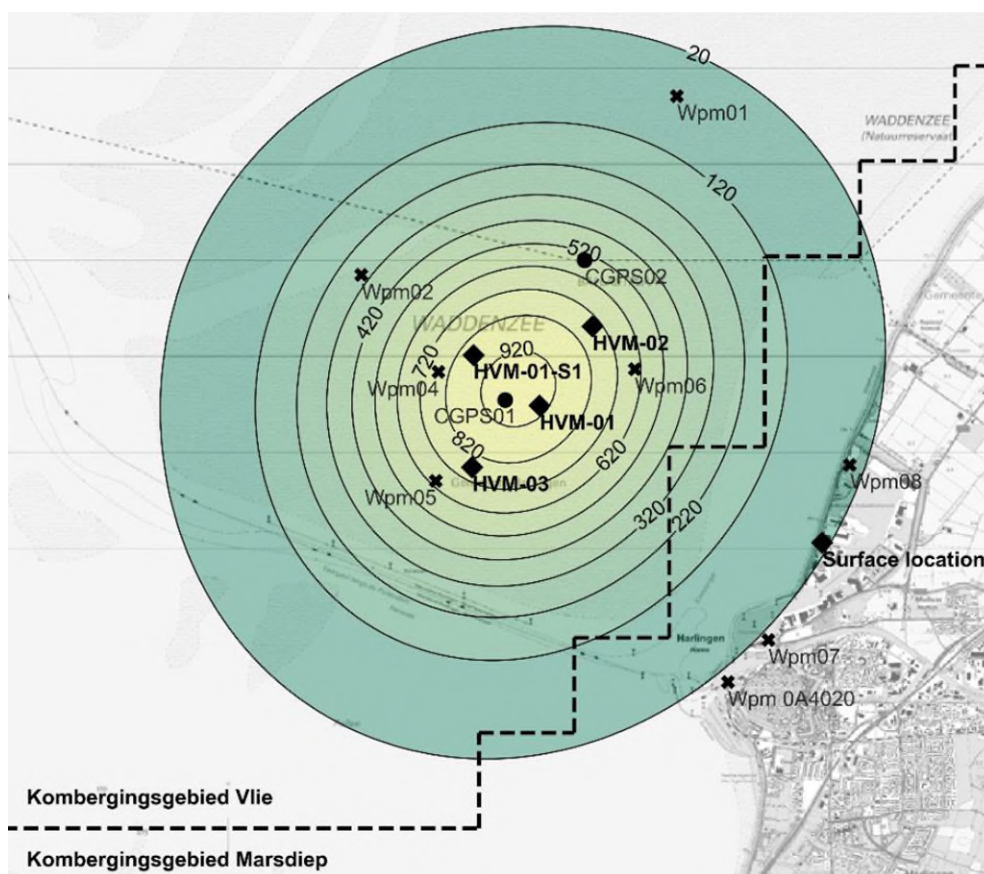 20
Wpm01
WADDENZEE
(Natuurreservaat)
120
520
CGPS02
Wpm02
Gemeente
420
WADDENZEE
HVM-02
920
720
HVM-01-S1
Wpm04
Wpm06
CGPS01
HVM-01
820
620
HVM-03
Wpm05
Wpm08
320
220
Surface location
Harlingen
Wpm07
Wpm 0A4020
Kombergingsgebied Vlie
Kombergingsgebied Marsdiep